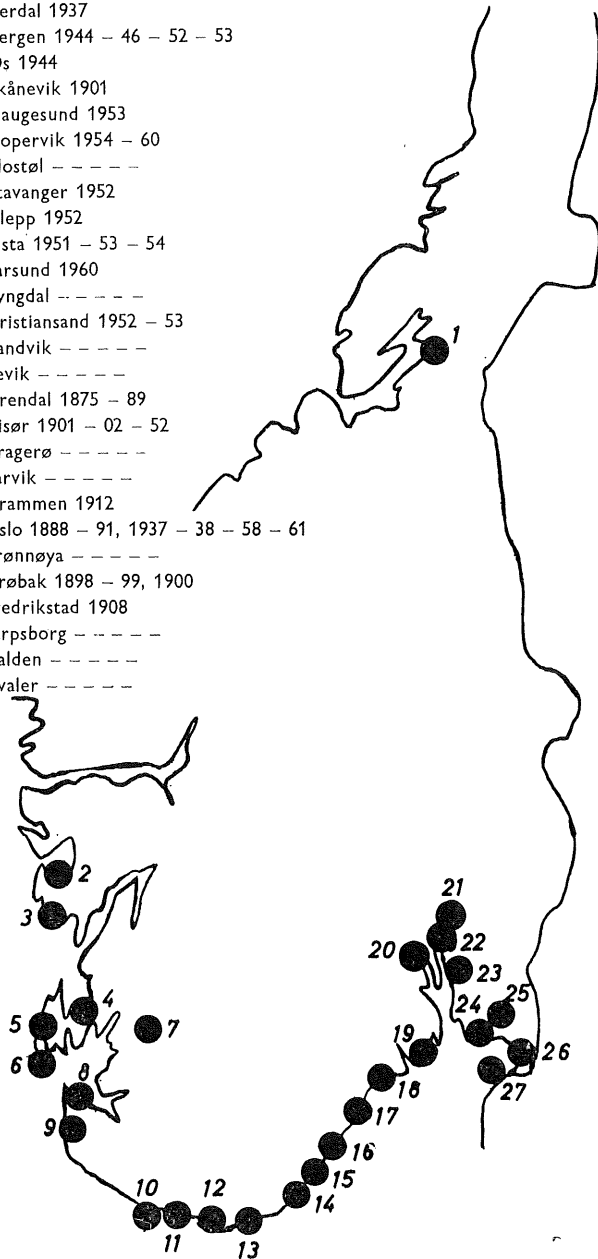 erdal 1937
ergen 1944 – 46 – 52 – 53
s 1944
kånevik 1901
augesund 1953
opervik 1954 – 60
jostøl – – – – –
tavanger 1952
lepp 1952
ista 1951 – 53 – 54
arsund 1960
yngdal – – – – –
ristiansand 1952 – 53
andvik – – – – –
evik – – – – –
rendal 1875 – 89
isør 1901 – 02 – 52
ragerø – – – – –
arvik – – – – –
rammen 1912
slo 1888 – 91, 1937 – 38 – 58 – 61
rønnøya – – – – –
røbak 1898 – 99, 1900
edrikstad 1908
arpsborg – – – – –
alden – – – – –
valer – – – – –
1
2
3
4
5
6
7
8
9
10
11
12
13
14
15
16
17
18
19
20
21
22
23
24
25
26
27